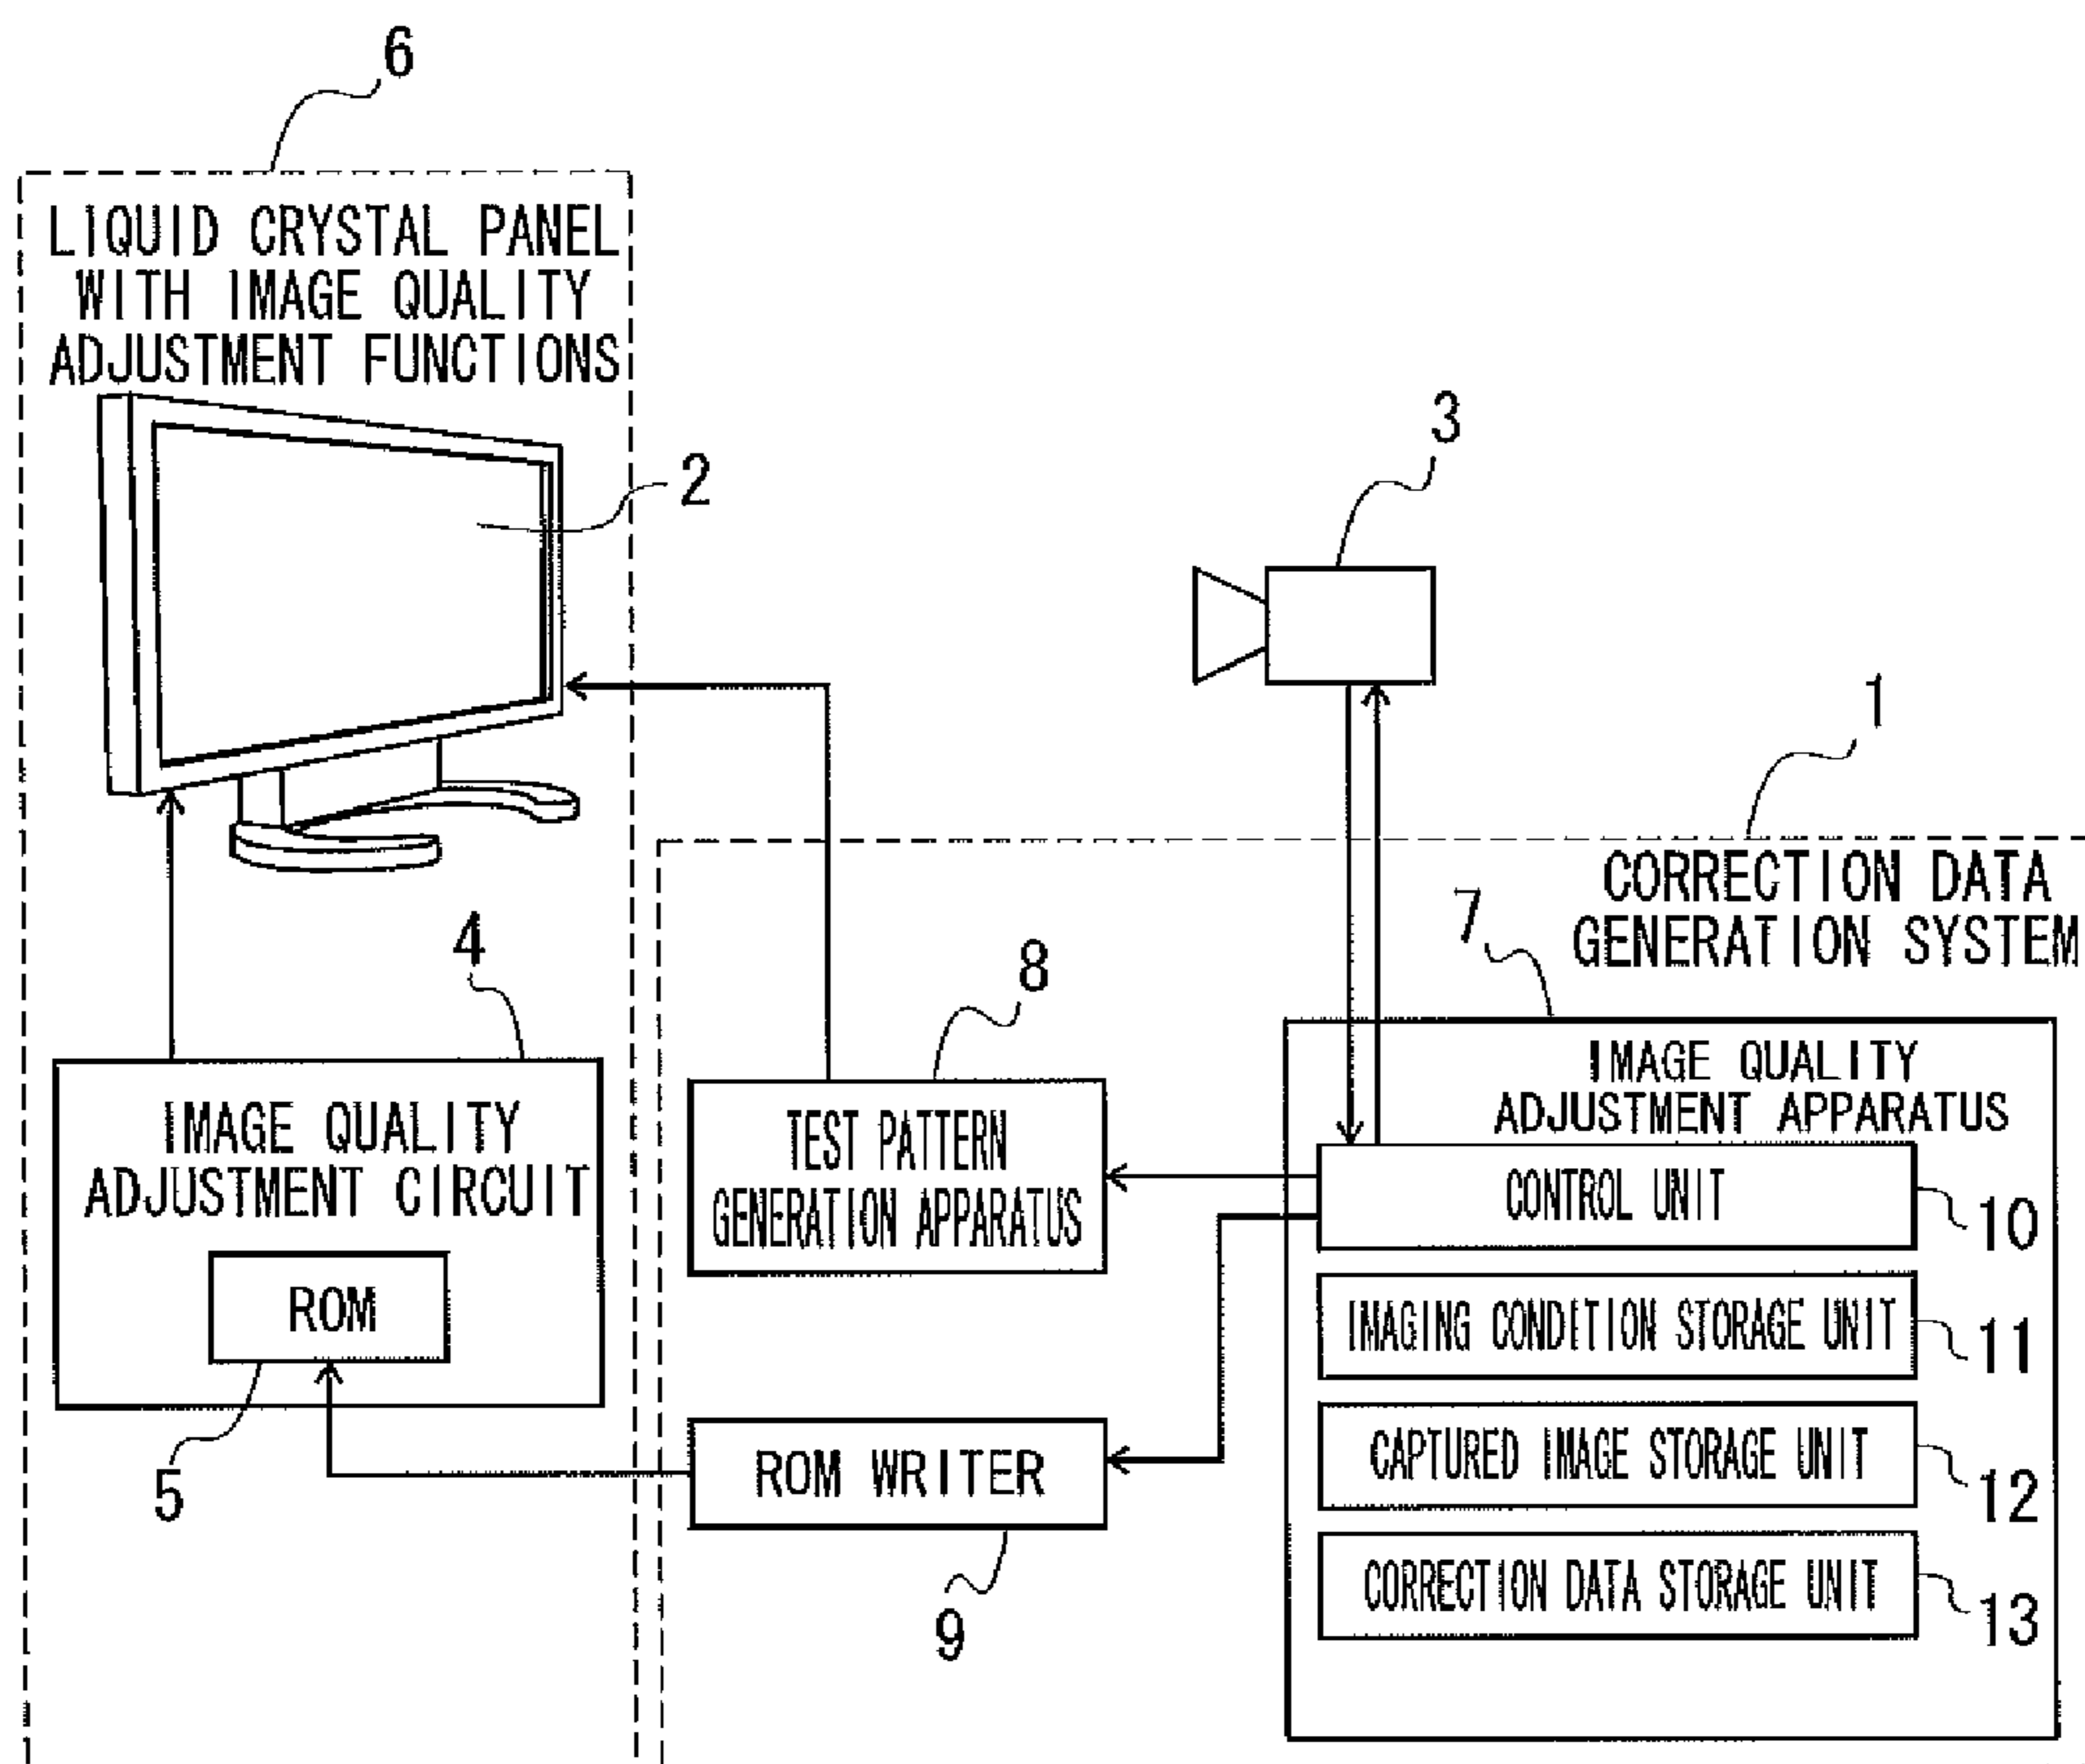 6
LIQUID CRYSTAL PANEL
WITH IMAGE QUALITY
ADJUSTMENT FUNCTIONS
2
3
1
CORRECTION DATA
GENERATION SYSTEM
4
8
7
IMAGE QUALITY
ADJUSTMENT APPARATUS
IMAGE QUALITY
ADJUSTMENT CIRCUIT
ROM
5
TEST PATTERN
GENERATION APPARATUS
ROM WRITER
9
CONTROL UNIT
10
IMAGING CONDITION STORAGE UNIT
11
CAPTURED IMAGE STORAGE UNIT
12
CORRECTION DATA STORAGE UNIT
13